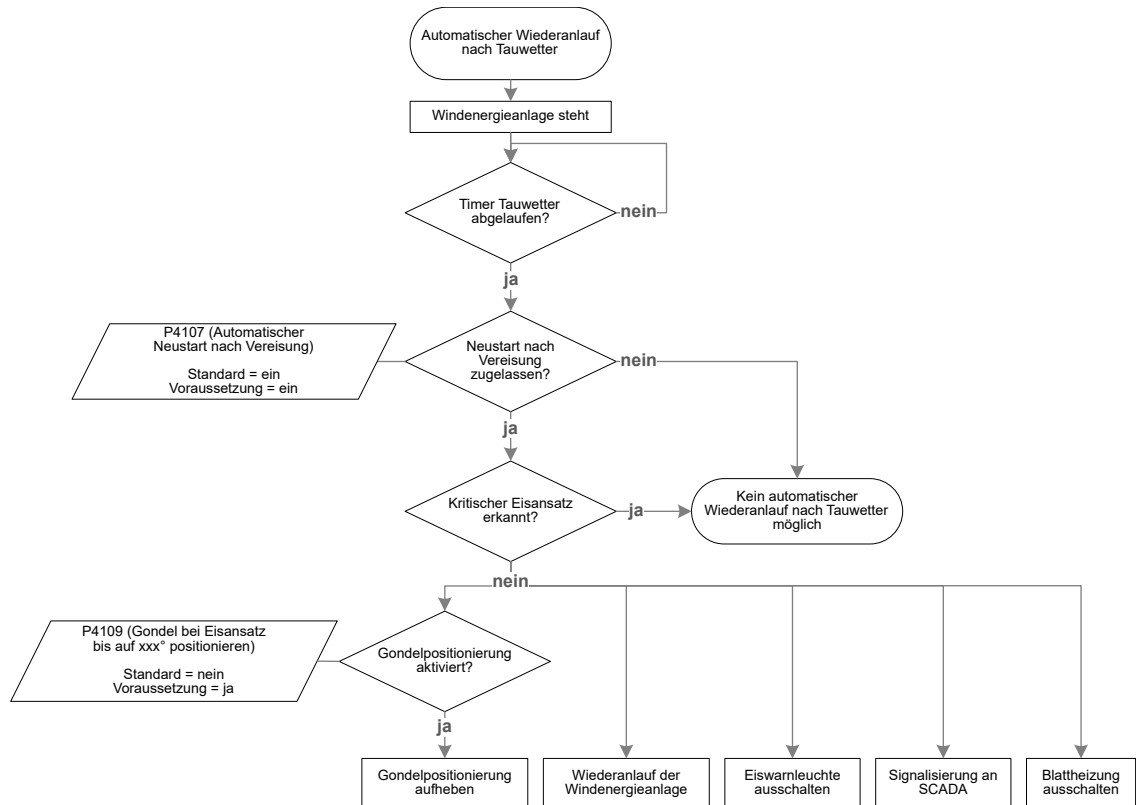 Automatischer Wiederanlauf
nach Tauwetter
Windenergieanlage steht
Timer Tauwetter
abgelaufen?
nein
ja
P4107 (Automatischer
Neustart nach Vereisung)
Standard = ein
Voraussetzung = ein
Neustart nach
Vereisung
zugelassen?
nein
ja
Kritischer Eisansatz
erkannt?
ja
Kein automatischer
Wiederanlauf nach Tauwetter
möglich
nein
P4109 (Gondel bei Eisansatz
bis auf xxx° positionieren)
Standard = nein
Voraussetzung = ja
Gondelpositionierung
aktiviert?
ja
Gondelpositionierung
aufheben
Wiederanlauf der
Windenergieanlage
Eiswarnleuchte
ausschalten
Signalisierung an
SCADA
Blattheizung
ausschalten